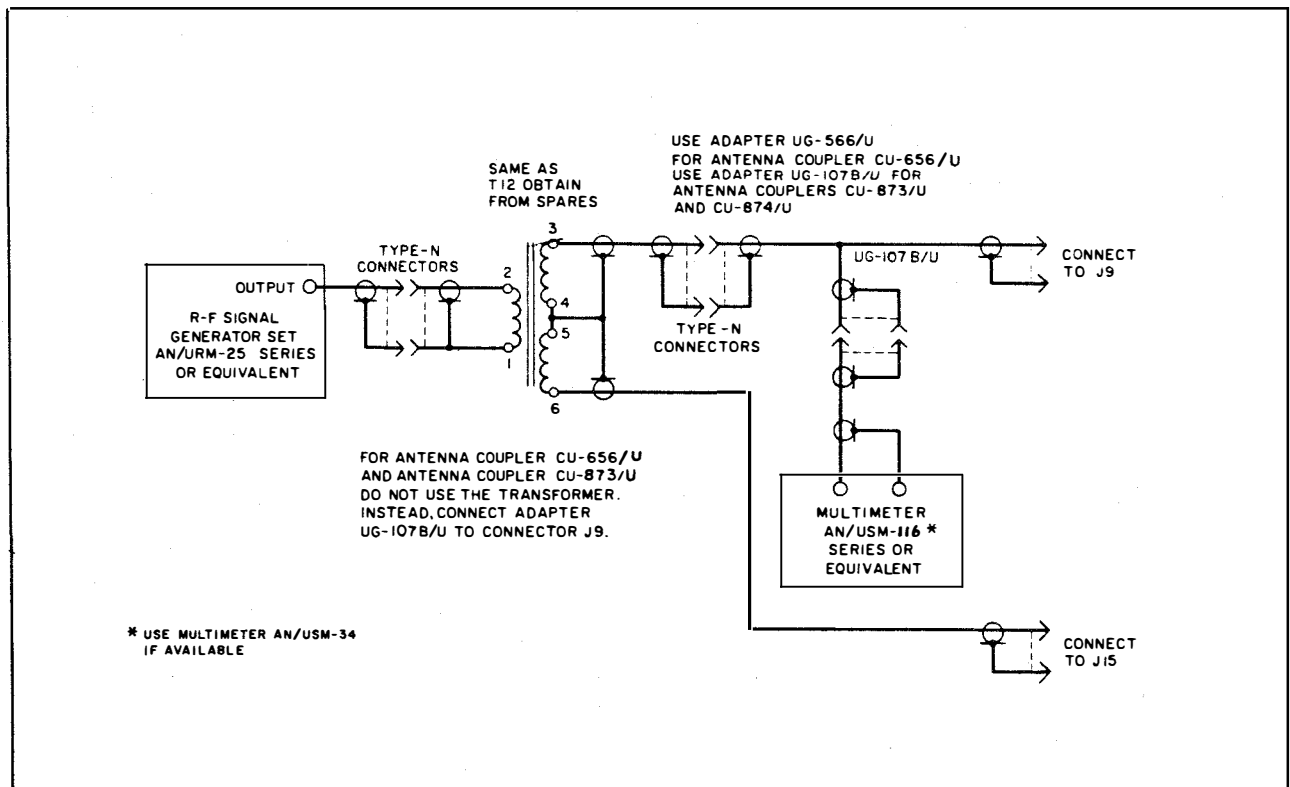 USE ADAPTER UG-566/U
FOR ANTENNA COUPLER CU-656/U
USE ADAPTER UG-107B/U FOR
ANTENNA COUPLERS CU-873/U
AND CU-874/U
SAME AS
T12 OBTAIN
FROM SPARES
TYPE-N
CONNECTORS
OUTPUT
R-F SIGNAL
GENERATOR SET
AN/URM-25 SERIES
OR EQUIVALENT
2
1
3
4
5
6
TYPE-N
CONNECTORS
UG-107B/U
CONNECT
TO J9
FOR ANTENNA COUPLER CU-656/U
AND ANTENNA COUPLER CU-873/U
DO NOT USE THE TRANSFORMER.
INSTEAD, CONNECT ADAPTER
UG-107B/U TO CONNECTOR J9.
MULTIMETER
AN/USM-116 *
SERIES OR
EQUIVALENT
* USE MULTIMETER AN/USM-34
IF AVAILABLE
CONNECT
TO J15